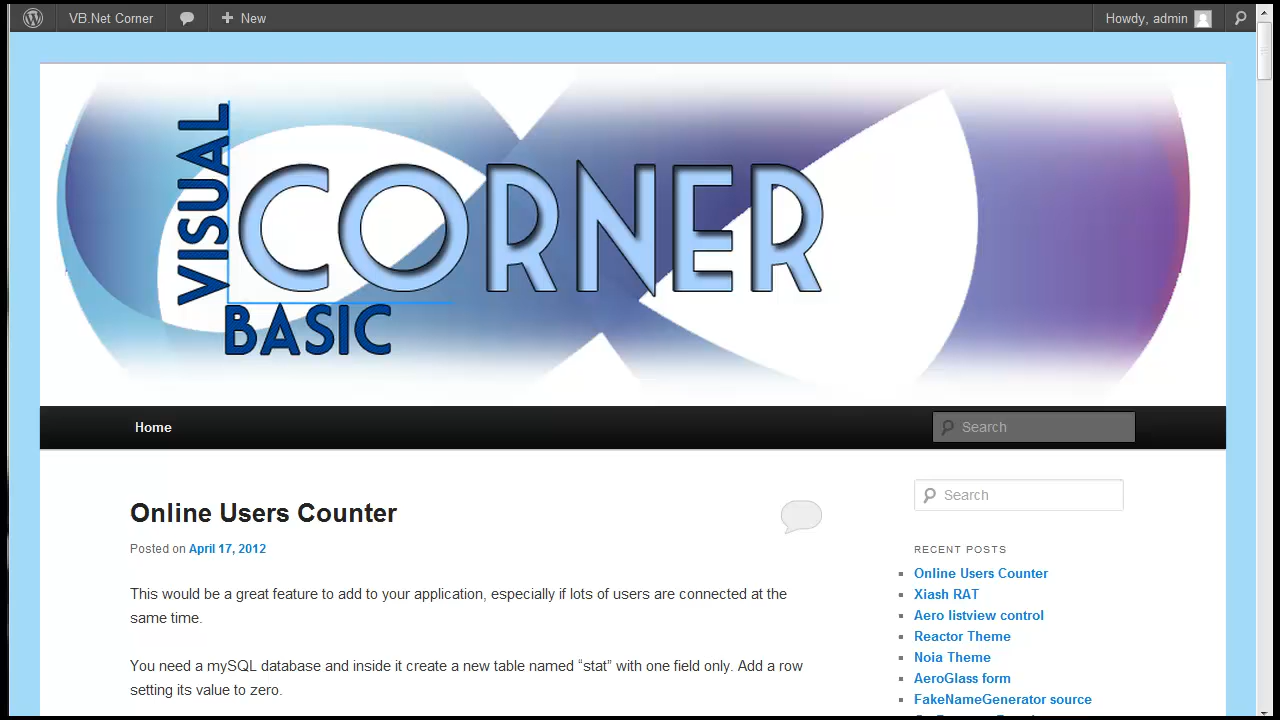 VB.Net Corner
New
Howdy, admin
VISUAL
CORNER
BASIC
Home
Search
Online Users Counter
Posted on April 17, 2012
This would be a great feature to add to your application, especially if lots of users are connected at the
same time.
You need a mySQL database and inside it create a new table named “stat” with one field only. Add a row
setting its value to zero.
Search
RECENT POSTS
Online Users Counter
Xiash RAT
Aero listview control
Reactor Theme
Noia Theme
AeroGlass form
FakeNameGenerator source